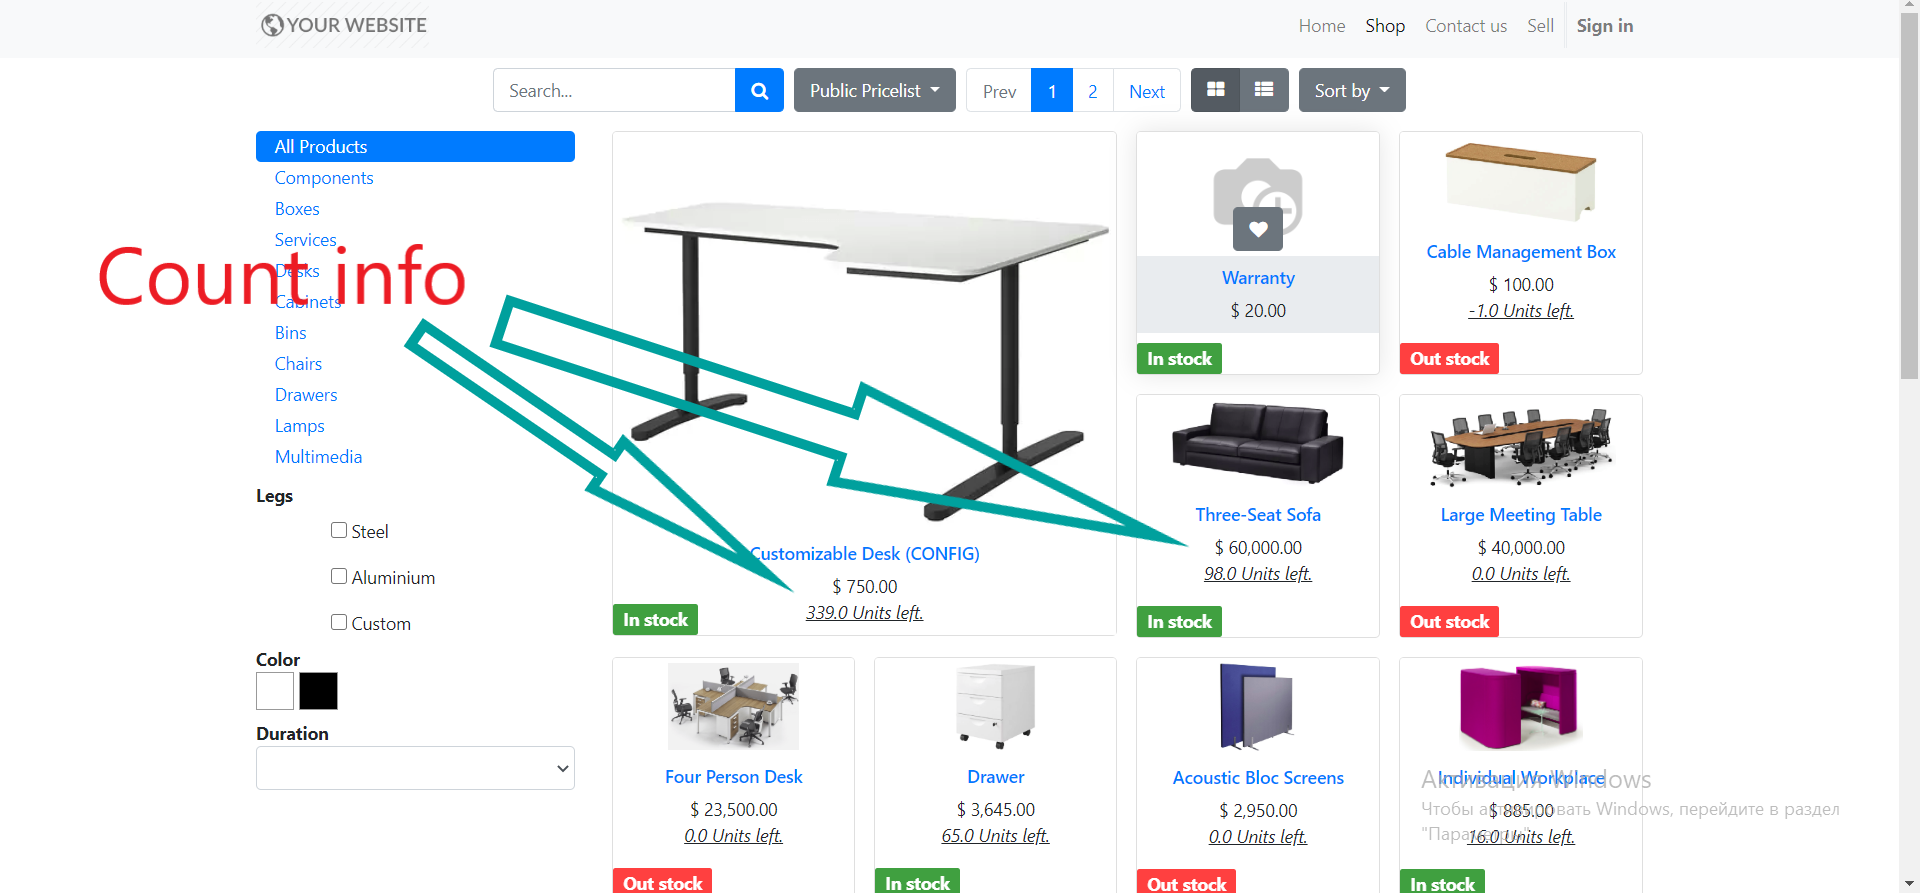 YOUR WEBSITE
Home Shop Contact us Sell Sign in
Search...
Public Pricelist
Prev 1 2 Next
Sort by
All Products
Components
Boxes
Services
Desks
Cabinets
Bins
Chairs
Drawers
Lamps
Multimedia
Count info
Legs
Steel
Aluminium
Custom
Color
Duration
Customizable Desk (CONFIG)
$ 750.00
339.0 Units left.
In stock
Warranty
$ 20.00
In stock
Cable Management Box
$ 100.00
-1.0 Units left.
Out stock
Three-Seat Sofa
$ 60,000.00
98.0 Units left.
In stock
Large Meeting Table
$ 40,000.00
0.0 Units left.
Out stock
Four Person Desk
$ 23,500.00
0.0 Units left.
Out stock
Drawer
$ 3,645.00
65.0 Units left.
In stock
Acoustic Bloc Screens
$ 2,950.00
0.0 Units left.
Out stock
Individual Workplace
$ 885.00
16.0 Units left.
In stock
Активация Windows
Чтобы активировать Windows, перейдите в раздел
"Параметры".